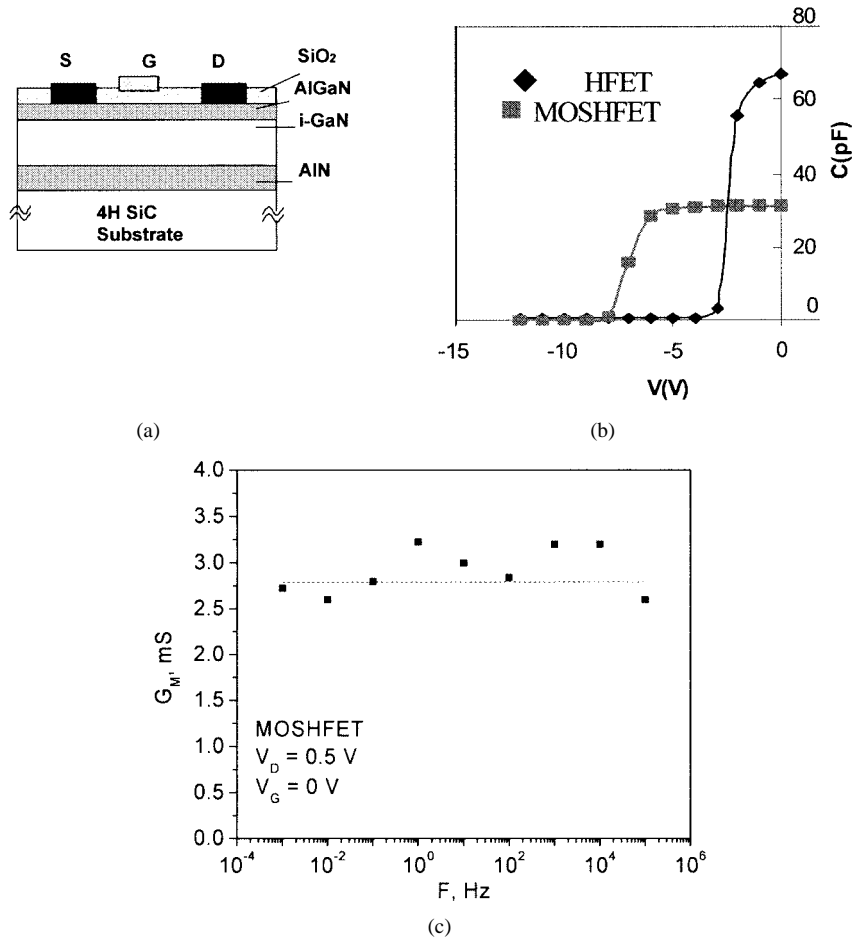 S G D
SiO₂
AlGaN
i-GaN
AlN
4H SiC
Substrate
(a)
HFET
MOSHFET
80
60
40
20
0
C(pF)
-15 -10 -5 0
V(V)
(b)
4.0
3.5
3.0
2.5
2.0
1.5
1.0
0.5
0.0
G_M, mS
MOSHFET
V_D = 0.5 V
V_G = 0 V
10⁻⁴ 10⁻² 10⁰ 10² 10⁴ 10⁶
F, Hz
(c)